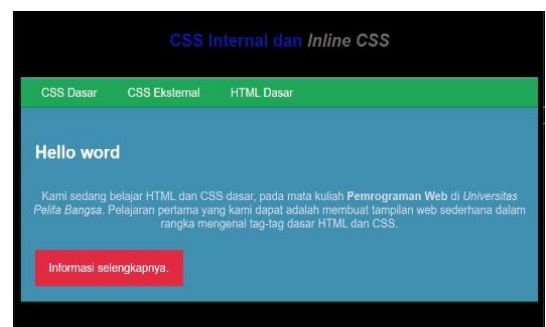 CSS Internal dan Inline CSS
CSS Dasar CSS Eksternal HTML Dasar
Hello word
Kami sedang belajar HTML dan CSS dasar, pada mata kuliah Pemrograman Web di Universitas
Pelita Bangsa. Pelajaran pertama yang kami dapat adalah membuat tampilan web sederhana dalam
rangka mengenal tag-tag dasar HTML dan CSS.
Informasi selengkapnya.